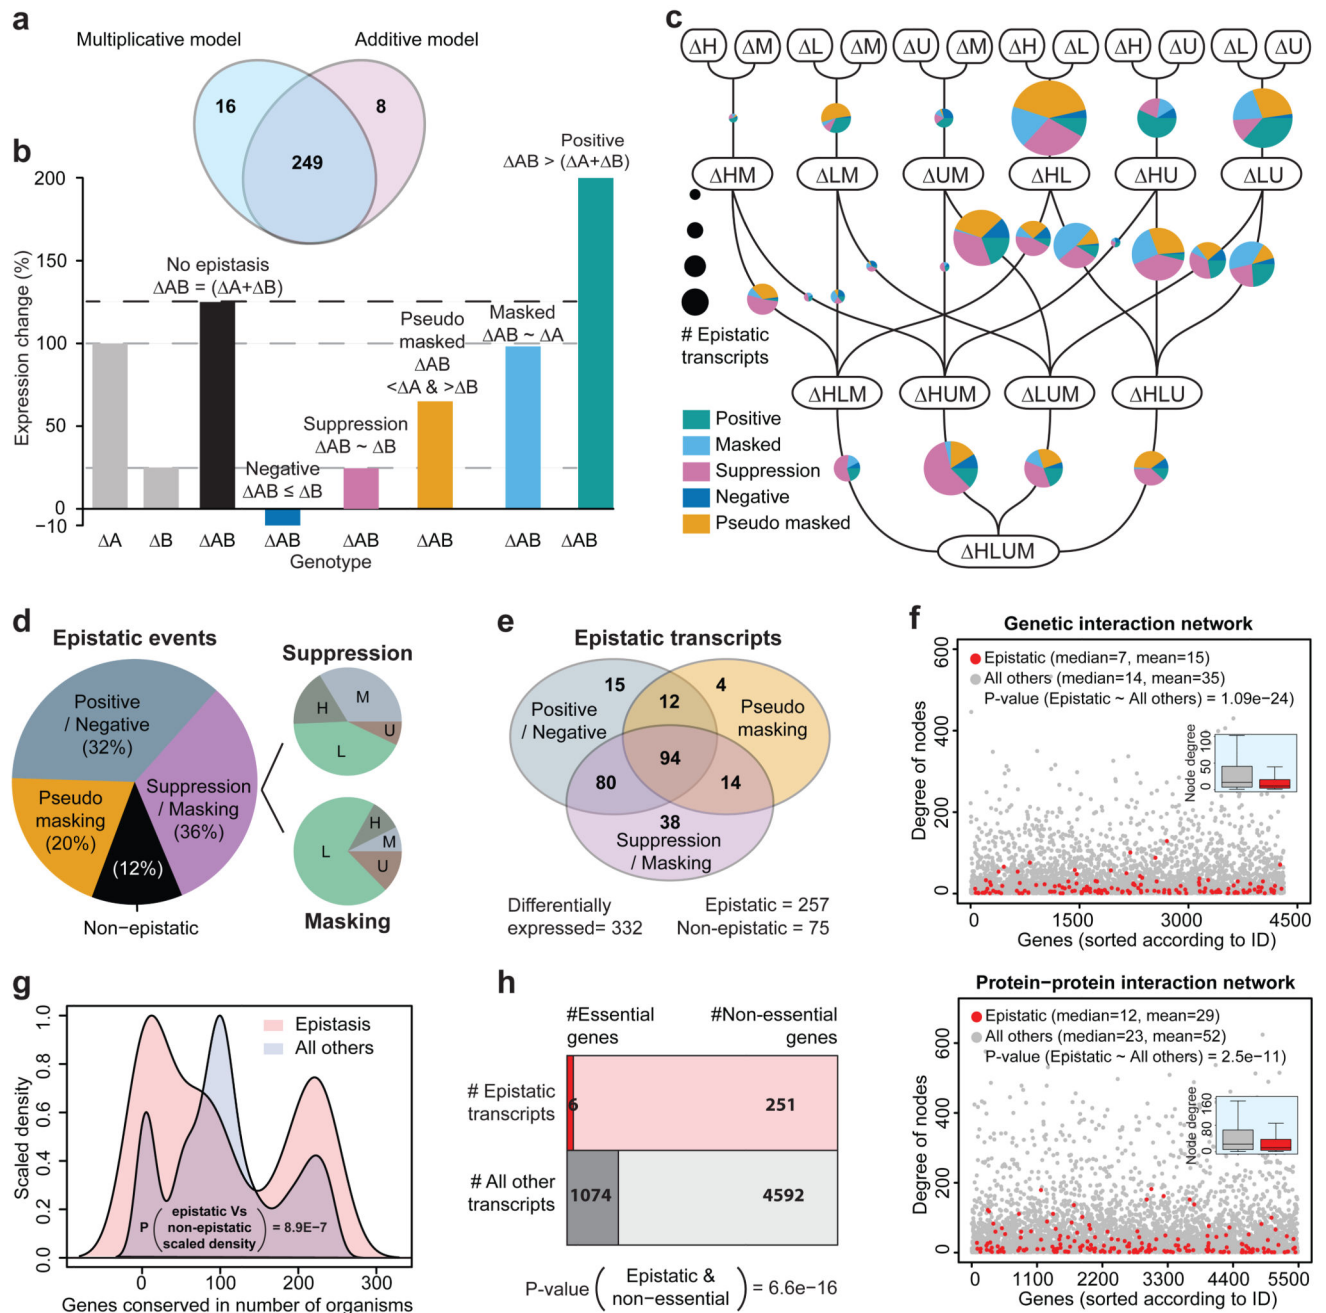 a
Multiplicative model
Additive model
16
249
8
b
Expression change (%)
200
150
100
50
0
−10
No epistasis
ΔAB = (ΔA+ΔB)
Negative
ΔAB ≤ ΔB
Suppression
ΔAB ~ ΔB
Pseudo
masked
ΔAB
<ΔA & >ΔB
Masked
ΔAB ~ ΔA
Positive
ΔAB > (ΔA+ΔB)
ΔA ΔB ΔAB ΔAB ΔAB ΔAB ΔAB ΔAB
Genotype
c
ΔH ΔM ΔL ΔM ΔU ΔM ΔH ΔL ΔH ΔU ΔL ΔU
ΔHM ΔLM ΔUM ΔHL ΔHU ΔLU
# Epistatic
transcripts
ΔHLM ΔHUM ΔLUM ΔHLU
Positive
Masked
Suppression
Negative
Pseudo masked
ΔHLUM
d
Epistatic events
Positive
/ Negative
(32%)
Suppression
/ Masking
(36%)
Pseudo
masking
(20%)
(12%)
Non−epistatic
Suppression
M
H
U
L
H
M
L
U
Masking
e
Epistatic transcripts
15
12
4
Positive
/ Negative
Pseudo
masking
94
80
14
38
Suppression
/ Masking
Differentially
expressed= 332
Epistatic = 257
Non−epistatic = 75
f
Genetic interaction network
Epistatic (median=7, mean=15)
All others (median=14, mean=35)
P-value (Epistatic ~ All others) = 1.09e−24)
Degree of nodes
600
400
200
0
Node degree
0 50 100
0 1500 3000 4500
Genes (sorted according to ID)
Protein−protein interaction network
Epistatic (median=12, mean=29)
All others (median=23, mean=52)
P-value (Epistatic ~ All others) = 2.5e−11)
Degree of nodes
600
400
200
0
Node degree
0 80 160
0 1100 2200 3300 4400 5500
Genes (sorted according to ID)
g
Scaled density
1.0
0.8
0.6
0.4
0.2
0.0
Epistasis
All others
P ( epistatic Vs
non-epistatic
scaled density ) = 8.9E−7
0 100 200 300
Genes conserved in number of organisms
h
#Essential
genes
#Non−essential
genes
# Epistatic
transcripts
6
251
# All other
transcripts
1074
4592
P-value ( Epistatic &
non−essential ) = 6.6e−16